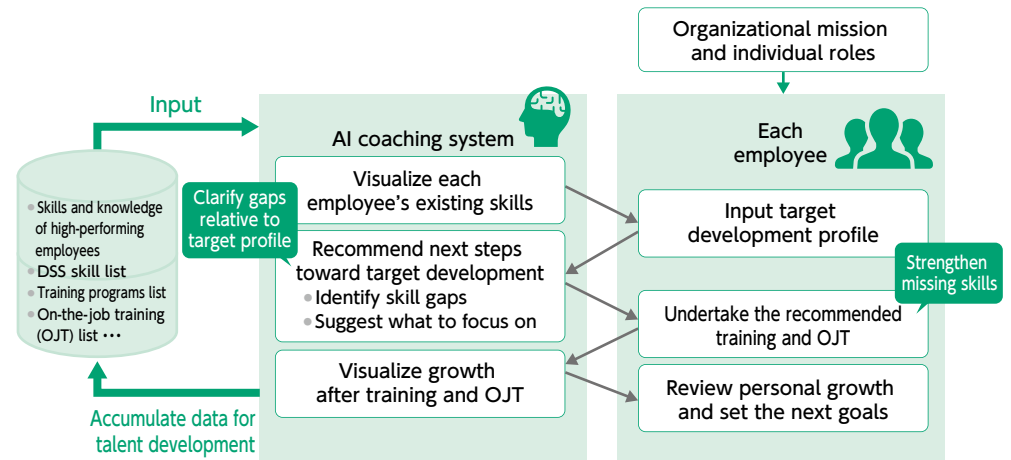 Organizational mission
and individual roles
Input
AI coaching system
Each
employee
Skills and knowledge
of high-performing
employees
DSS skill list
Training programs list
On-the-job training
(OJT) list ⋯
Clarify gaps
relative to
target profile
Visualize each
employee’s existing skills
Input target
development profile
Recommend next steps
toward target development
Identify skill gaps
Suggest what to focus on
Strengthen
missing skills
Undertake the recommended
training and OJT
Visualize growth
after training and OJT
Review personal growth
and set the next goals
Accumulate data for
talent development